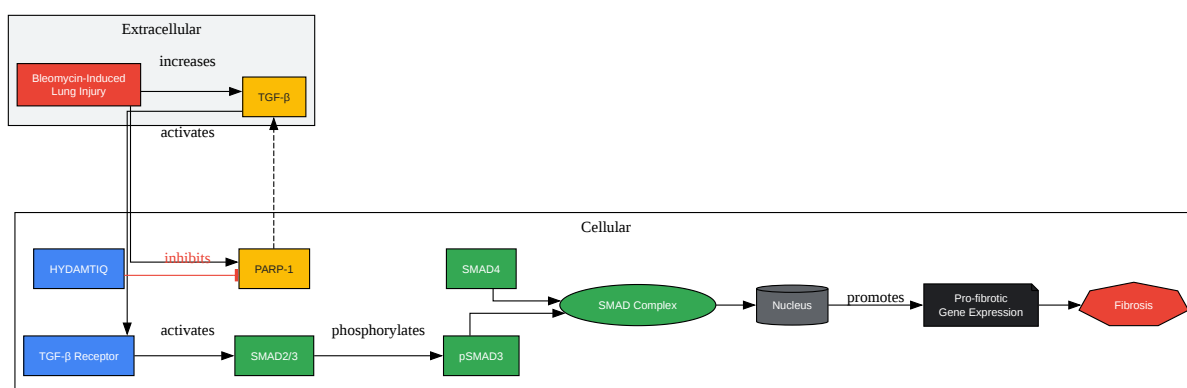 Extracellular
increases
Bleomycin-Induced
Lung Injury
TGF-β
activates
Cellular
inhibits
HYDAMTIQ
PARP-1
SMAD4
SMAD Complex
Nucleus
promotes
Pro-fibrotic
Gene Expression
Fibrosis
TGF-β Receptor
activates
SMAD2/3
phosphorylates
pSMAD3